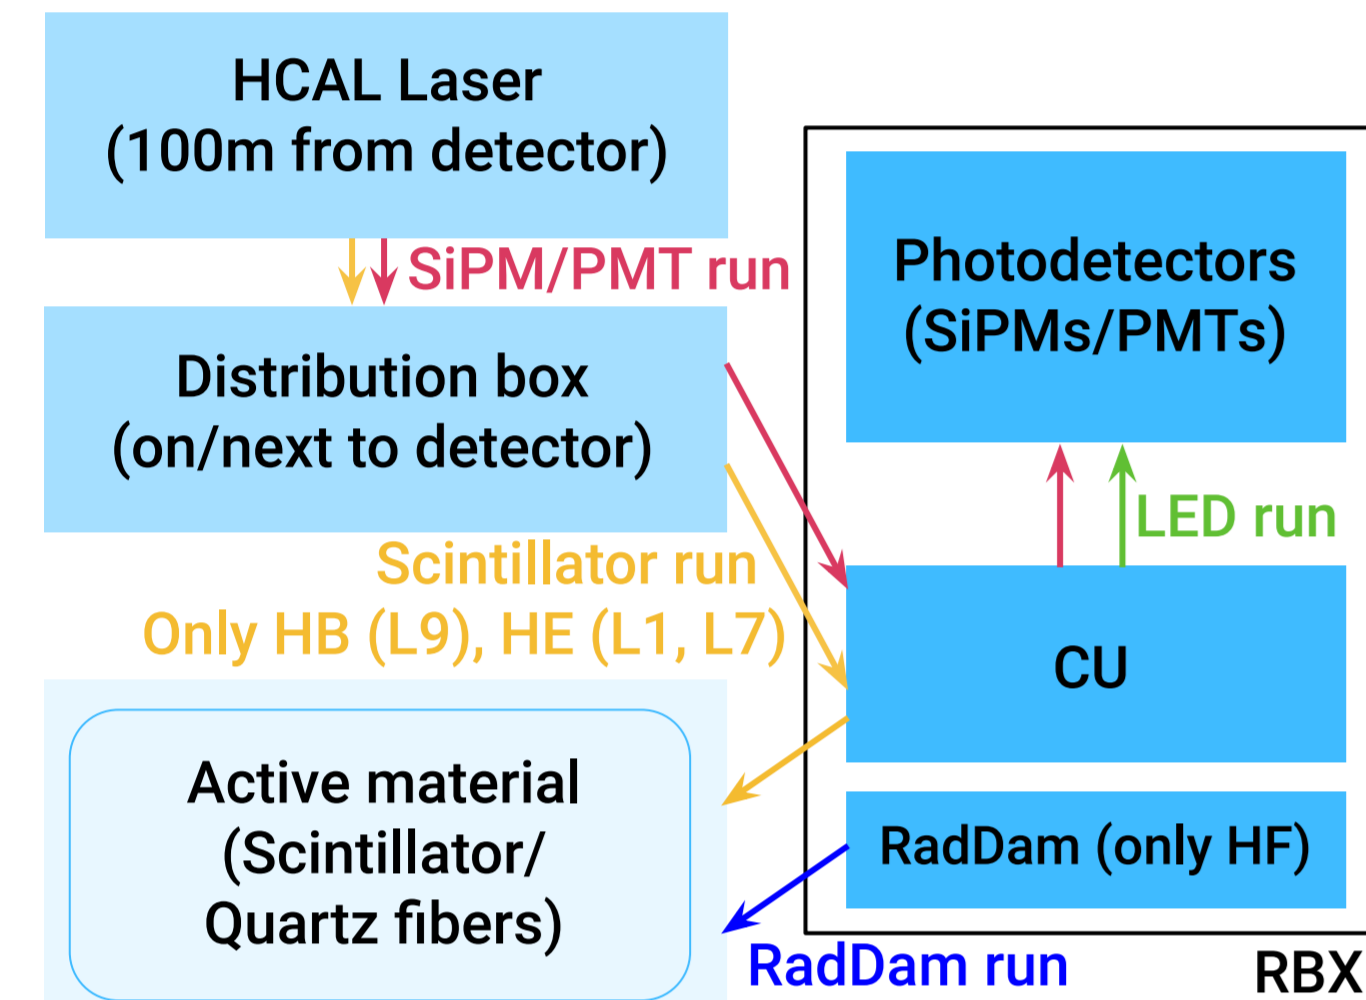 HCAL Laser
(100m from detector)
SiPM/PMT run
Distribution box
(on/next to detector)
Scintillator run
Only HB (L9), HE (L1, L7)
Active material
(Scintillator/
Quartz fibers)
Photodetectors
(SiPMs/PMTs)
LED run
CU
RadDam (only HF)
RadDam run
RBX